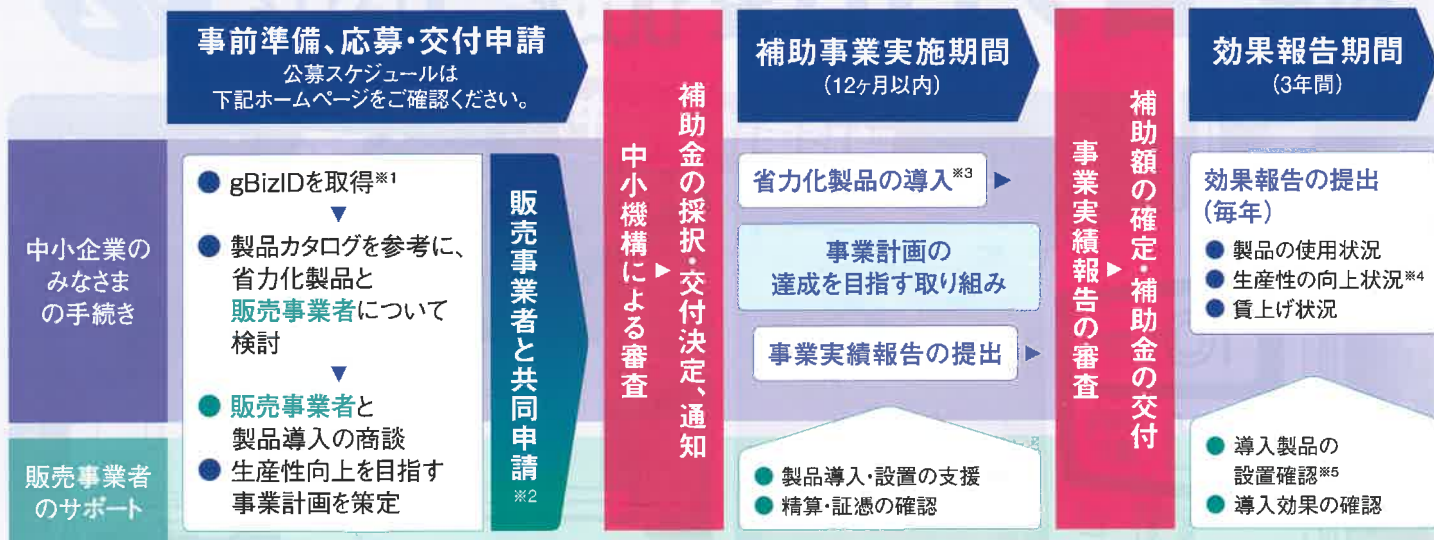 事前準備、応募・交付申請
公募スケジュールは
下記ホームページをご確認ください。
補助事業実施期間
(12ヶ月以内)
効果報告期間
(3年間)
中小企業の
みなさま
の手続き
● gBizIDを取得※1
▼
● 製品カタログを参考に、
省力化製品と
販売事業者について
検討
▼
● 販売事業者と
製品導入の商談
● 生産性向上を目指す
事業計画を策定
販売事業者と共同申請
※2
中小機構による審査
▶
補助金の採択・交付決定、通知
省力化製品の導入※3 ▶
事業計画の
達成を目指す取り組み
事業実績報告の提出 ▶
事業実績報告の審査
▶
補助額の確定・補助金の交付
効果報告の提出
(毎年)
● 製品の使用状況
● 生産性の向上状況※4
● 賃上げ状況
販売事業者
のサポート
● 製品導入・設置の支援
● 精算・証憑の確認
● 導入製品の
設置確認※5
● 導入効果の確認